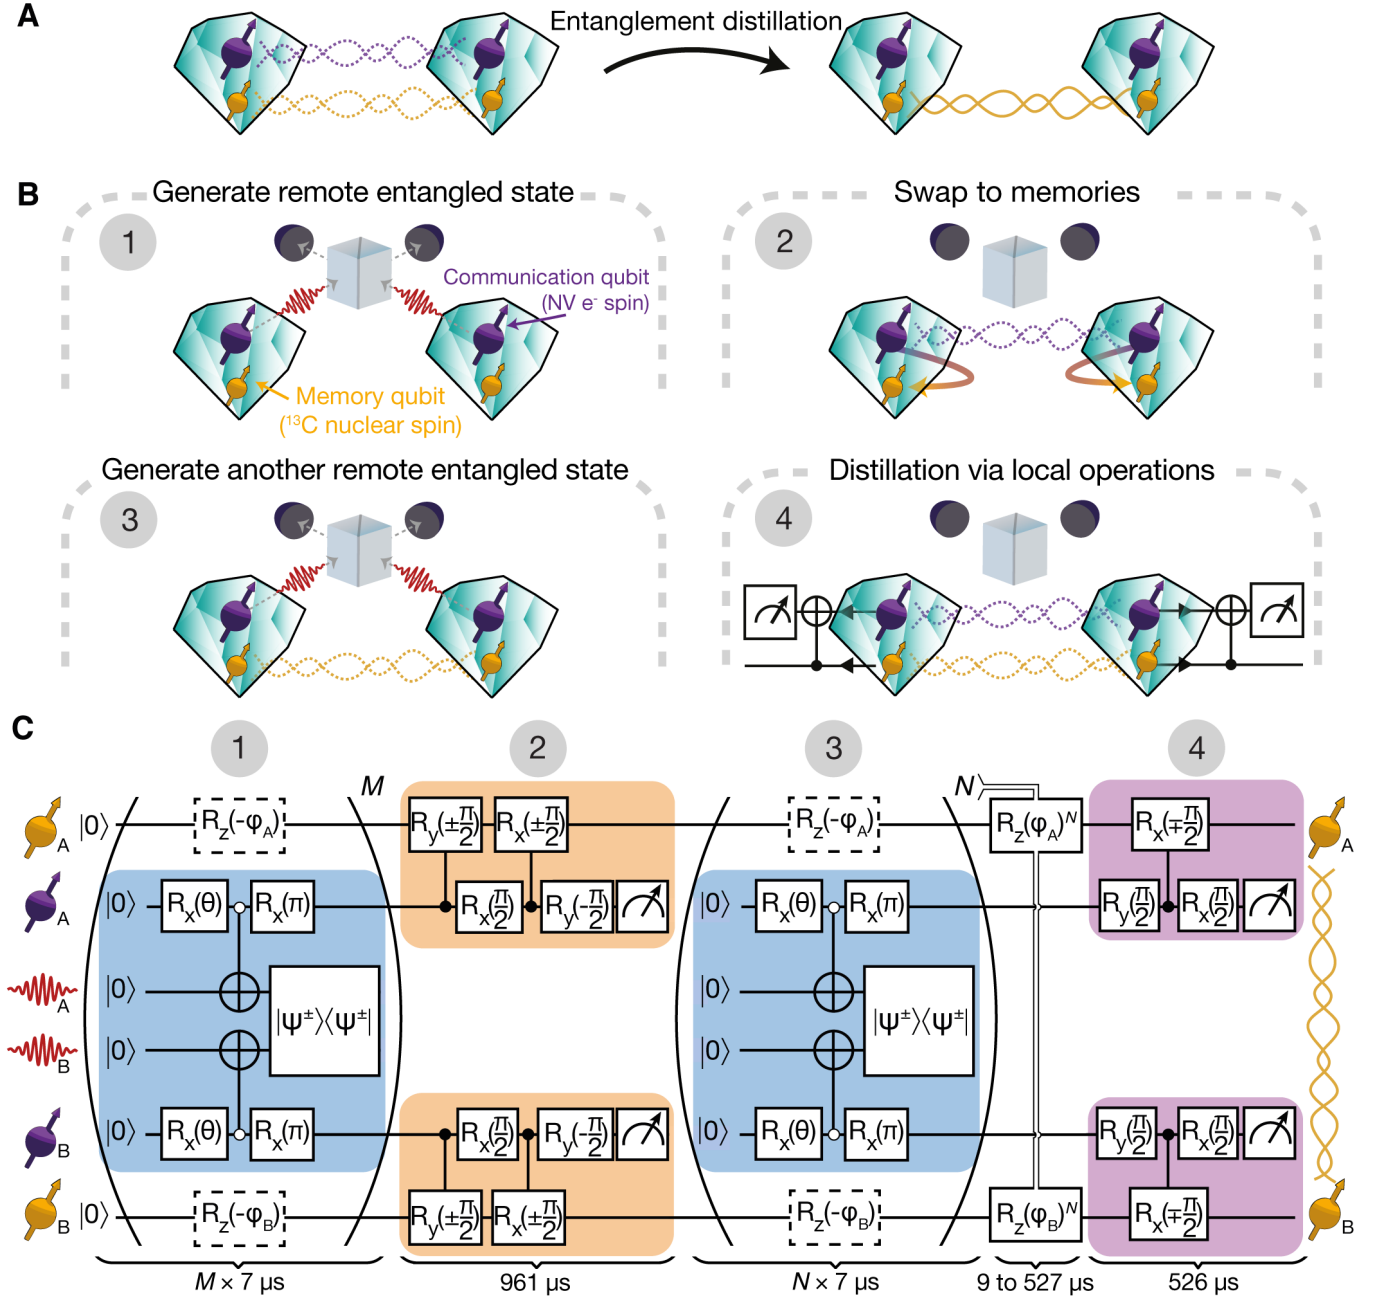 A
Entanglement distillation
B
Generate remote entangled state
1
Communication qubit
(NV e⁻ spin)
Memory qubit
(¹³C nuclear spin)
Swap to memories
2
Generate another remote entangled state
3
Distillation via local operations
4
C
1
2
3
4
M
N
A
|0⟩
R_z(-φ_A)
R_y(±π/2)
R_x(±π/2)
R_z(-φ_A)
R_z(φ_A)^N
R_x(∓π/2)
A
A
|0⟩
R_x(θ)
R_x(π)
R_x(π/2)
R_y(-π/2)
|0⟩
R_x(θ)
R_x(π)
R_y(π/2)
R_x(π/2)
A
|0⟩
|0⟩
|ψ±⟩⟨ψ±|
|ψ±⟩⟨ψ±|
B
|0⟩
|0⟩
B
|0⟩
R_x(θ)
R_x(π)
R_x(π/2)
R_y(-π/2)
|0⟩
R_x(θ)
R_x(π)
R_y(π/2)
R_x(π/2)
B
|0⟩
R_z(-φ_B)
R_y(±π/2)
R_x(±π/2)
R_z(-φ_B)
R_z(φ_B)^N
R_x(∓π/2)
B
M × 7 µs
961 µs
N × 7 µs
9 to 527 µs
526 µs